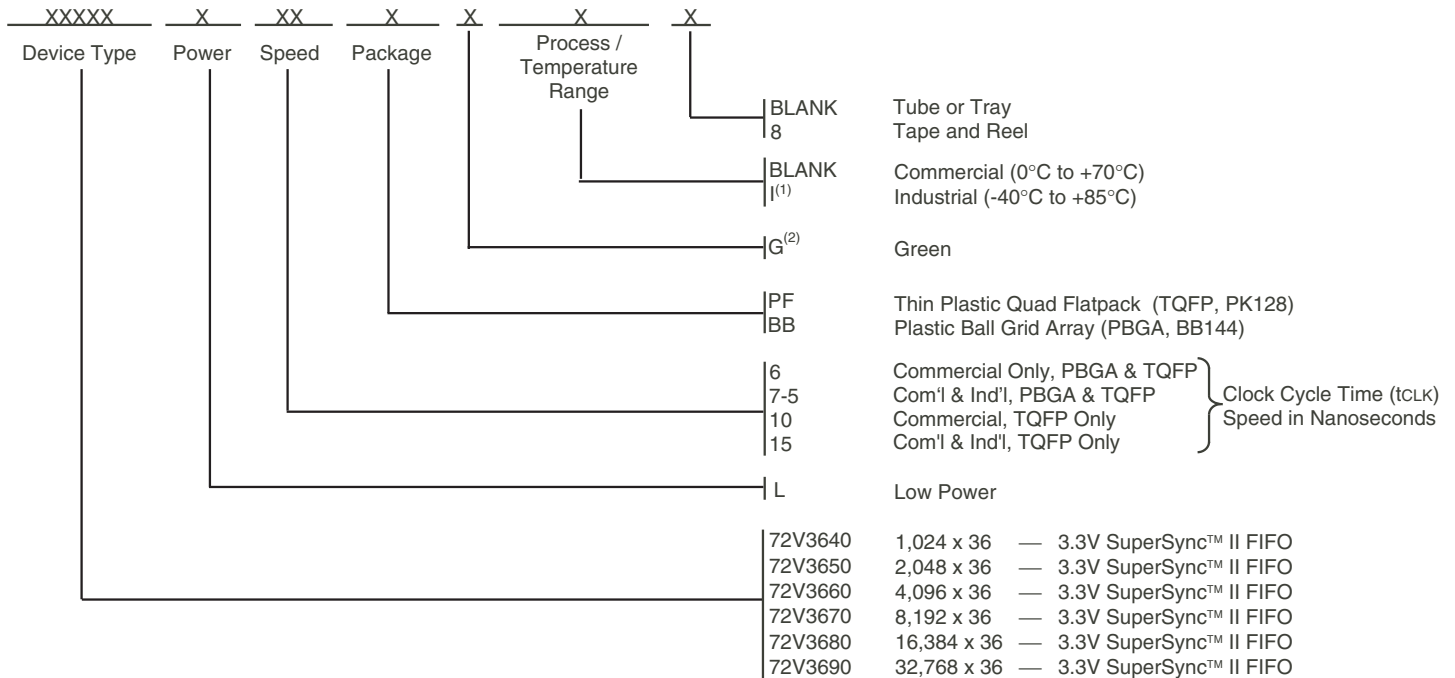 XXXXX X XX X X X X
Device Type Power Speed Package Process /
Temperature
Range
BLANK Tube or Tray
8 Tape and Reel
BLANK Commercial (0°C to +70°C)
I(1) Industrial (-40°C to +85°C)
G(2) Green
PF Thin Plastic Quad Flatpack (TQFP, PK128)
BB Plastic Ball Grid Array (PBGA, BB144)
6 Commercial Only, PBGA & TQFP
7-5 Com‘l & Ind’l, PBGA & TQFP Clock Cycle Time (tCLK)
10 Commercial, TQFP Only Speed in Nanoseconds
15 Com'l & Ind'l, TQFP Only
L Low Power
72V3640 1,024 x 36 — 3.3V SuperSync™ II FIFO
72V3650 2,048 x 36 — 3.3V SuperSync™ II FIFO
72V3660 4,096 x 36 — 3.3V SuperSync™ II FIFO
72V3670 8,192 x 36 — 3.3V SuperSync™ II FIFO
72V3680 16,384 x 36 — 3.3V SuperSync™ II FIFO
72V3690 32,768 x 36 — 3.3V SuperSync™ II FIFO